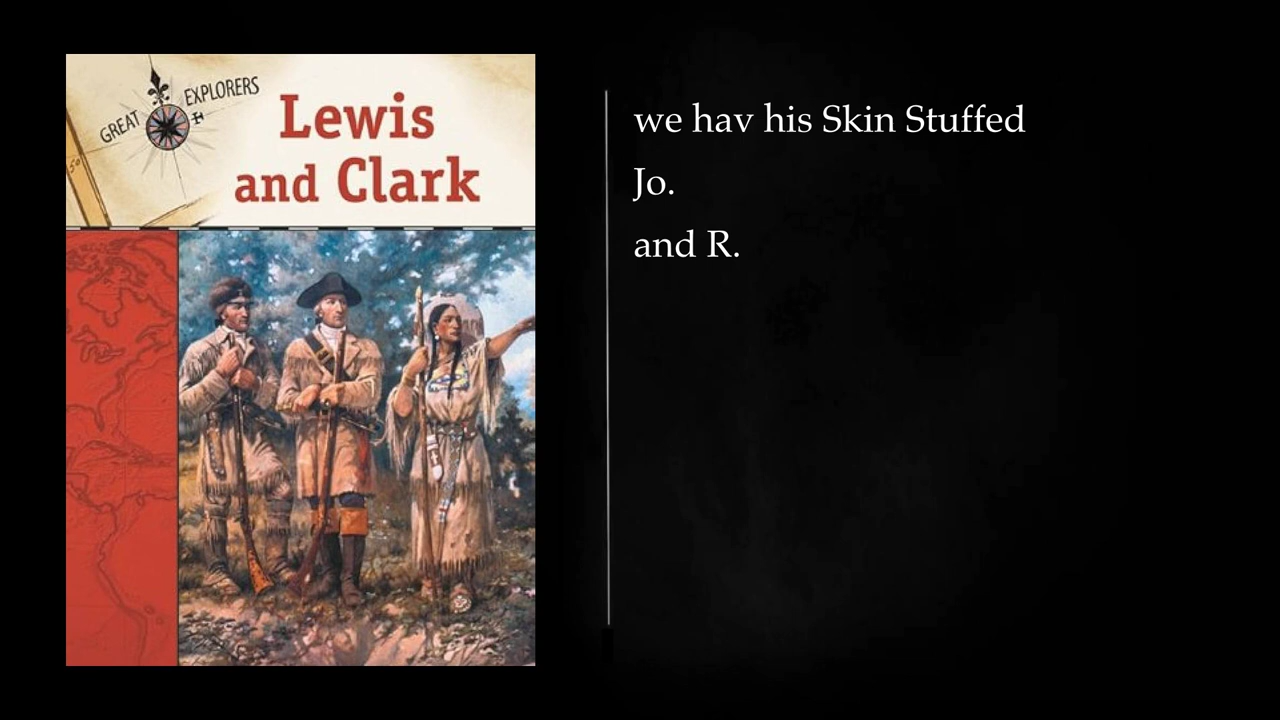 GREAT EXPLORERS
Lewis
and Clark
we hav his Skin Stuffed
Jo.
and R.